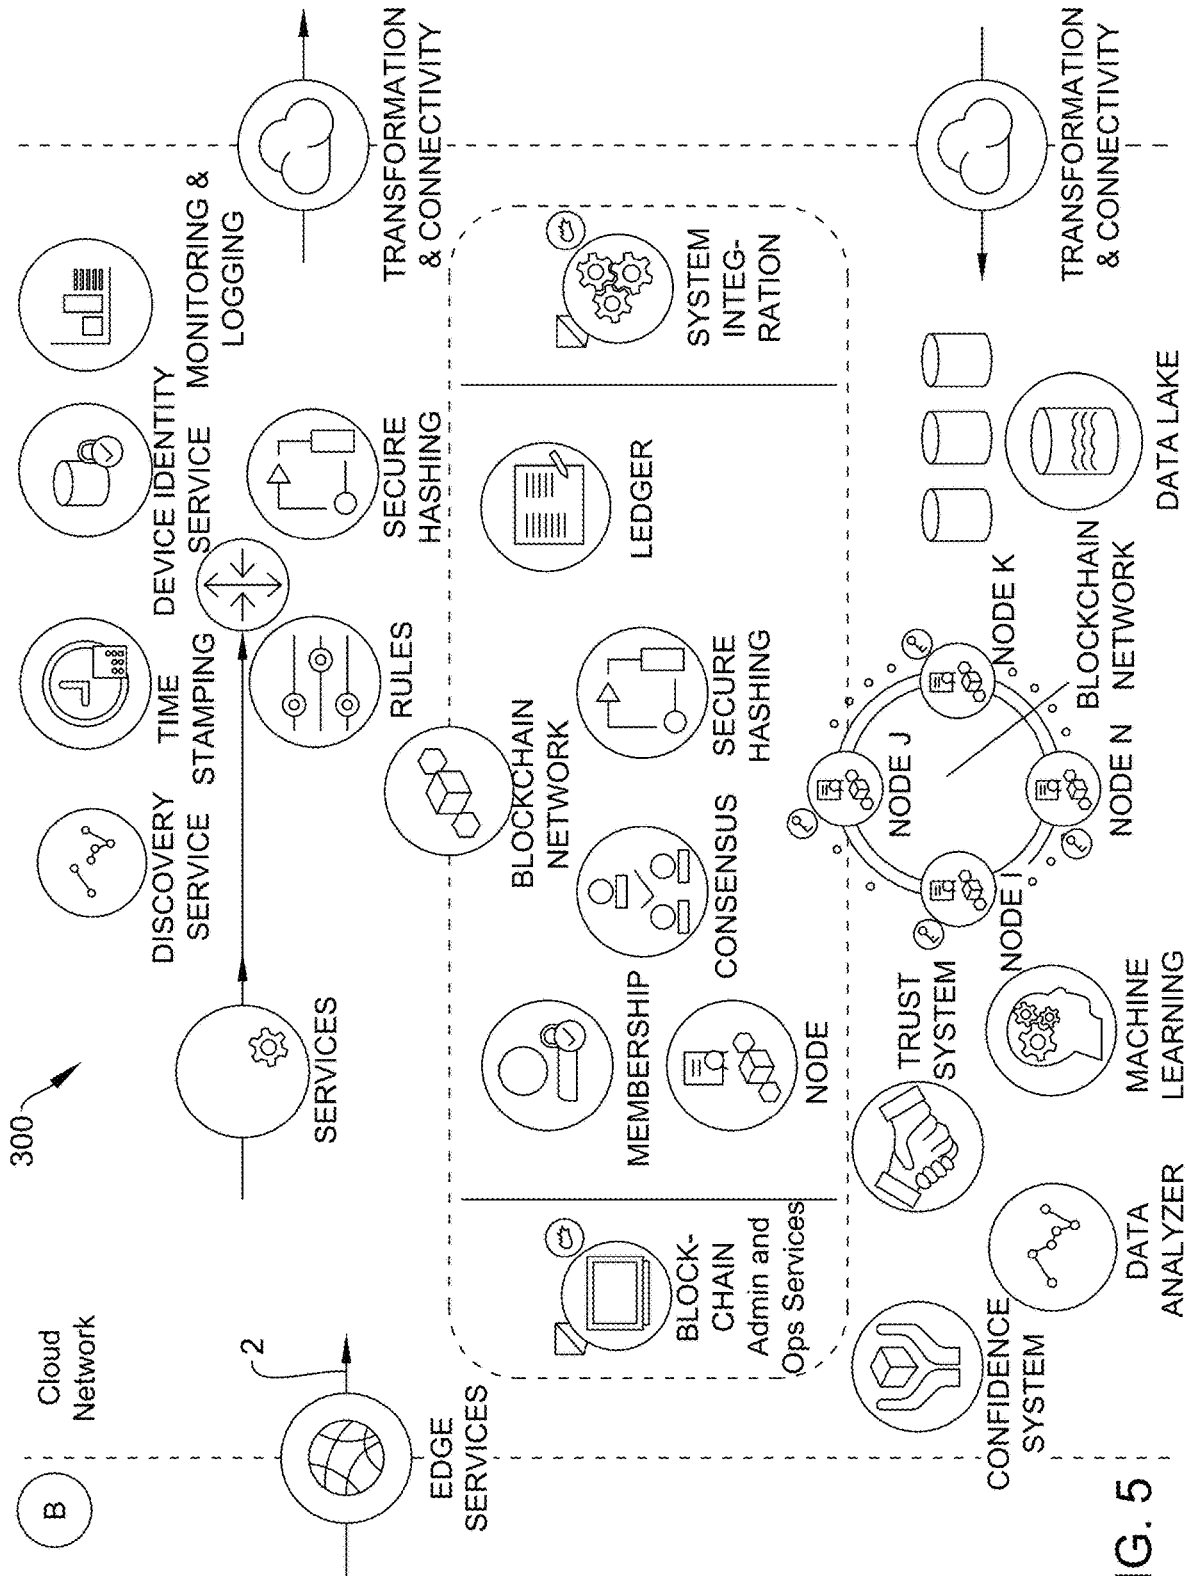 B
Cloud
Network
300
DISCOVERY
SERVICE
TIME
STAMPING
DEVICE IDENTITY
SERVICE
MONITORING &
LOGGING
2
EDGE
SERVICES
SERVICES
RULES
SECURE
HASHING
TRANSFORMATION
& CONNECTIVITY
BLOCKCHAIN
NETWORK
BLOCK-
CHAIN
Admin and
Ops Services
MEMBERSHIP
NODE
CONSENSUS
SECURE
HASHING
LEDGER
SYSTEM
INTEG-
RATION
CONFIDENCE
SYSTEM
TRUST
SYSTEM
DATA
ANALYZER
MACHINE
LEARNING
NODE I
NODE J
NODE K
NODE N
BLOCKCHAIN
NETWORK
DATA LAKE
TRANSFORMATION
& CONNECTIVITY
IG. 5